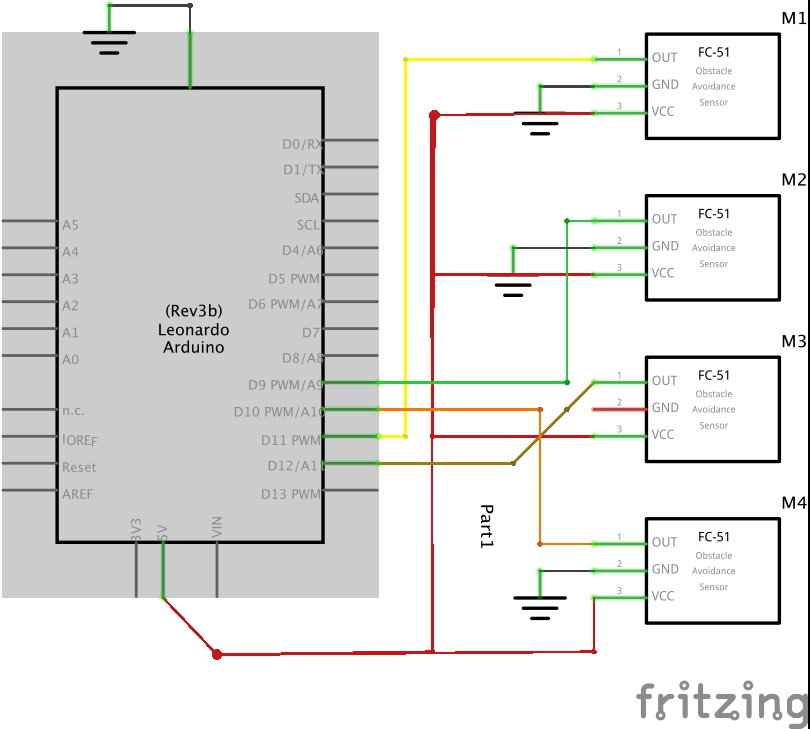 M1
1
OUT
FC-51
2
GND
Obstacle
Avoidance
Sensor
3
VCC
M2
1
OUT
FC-51
2
GND
Obstacle
Avoidance
Sensor
3
VCC
M3
1
OUT
FC-51
2
GND
Obstacle
Avoidance
Sensor
3
VCC
M4
1
OUT
FC-51
2
GND
Obstacle
Avoidance
Sensor
3
VCC
D0/RX
D1/TX
SDA
SCL
D4/A6
D5 PWM
D6 PWM/A7
D7
D8/A8
D9 PWM/A9
D10 PWM/A10
D11 PWM
D12/A1
D13 PWM
A5
A4
A3
A2
A1
A0
n.c.
IOREF
Reset
AREF
(Rev3b)
Leonardo
Arduino
3V3
5V
VIN
Part1
fritzing